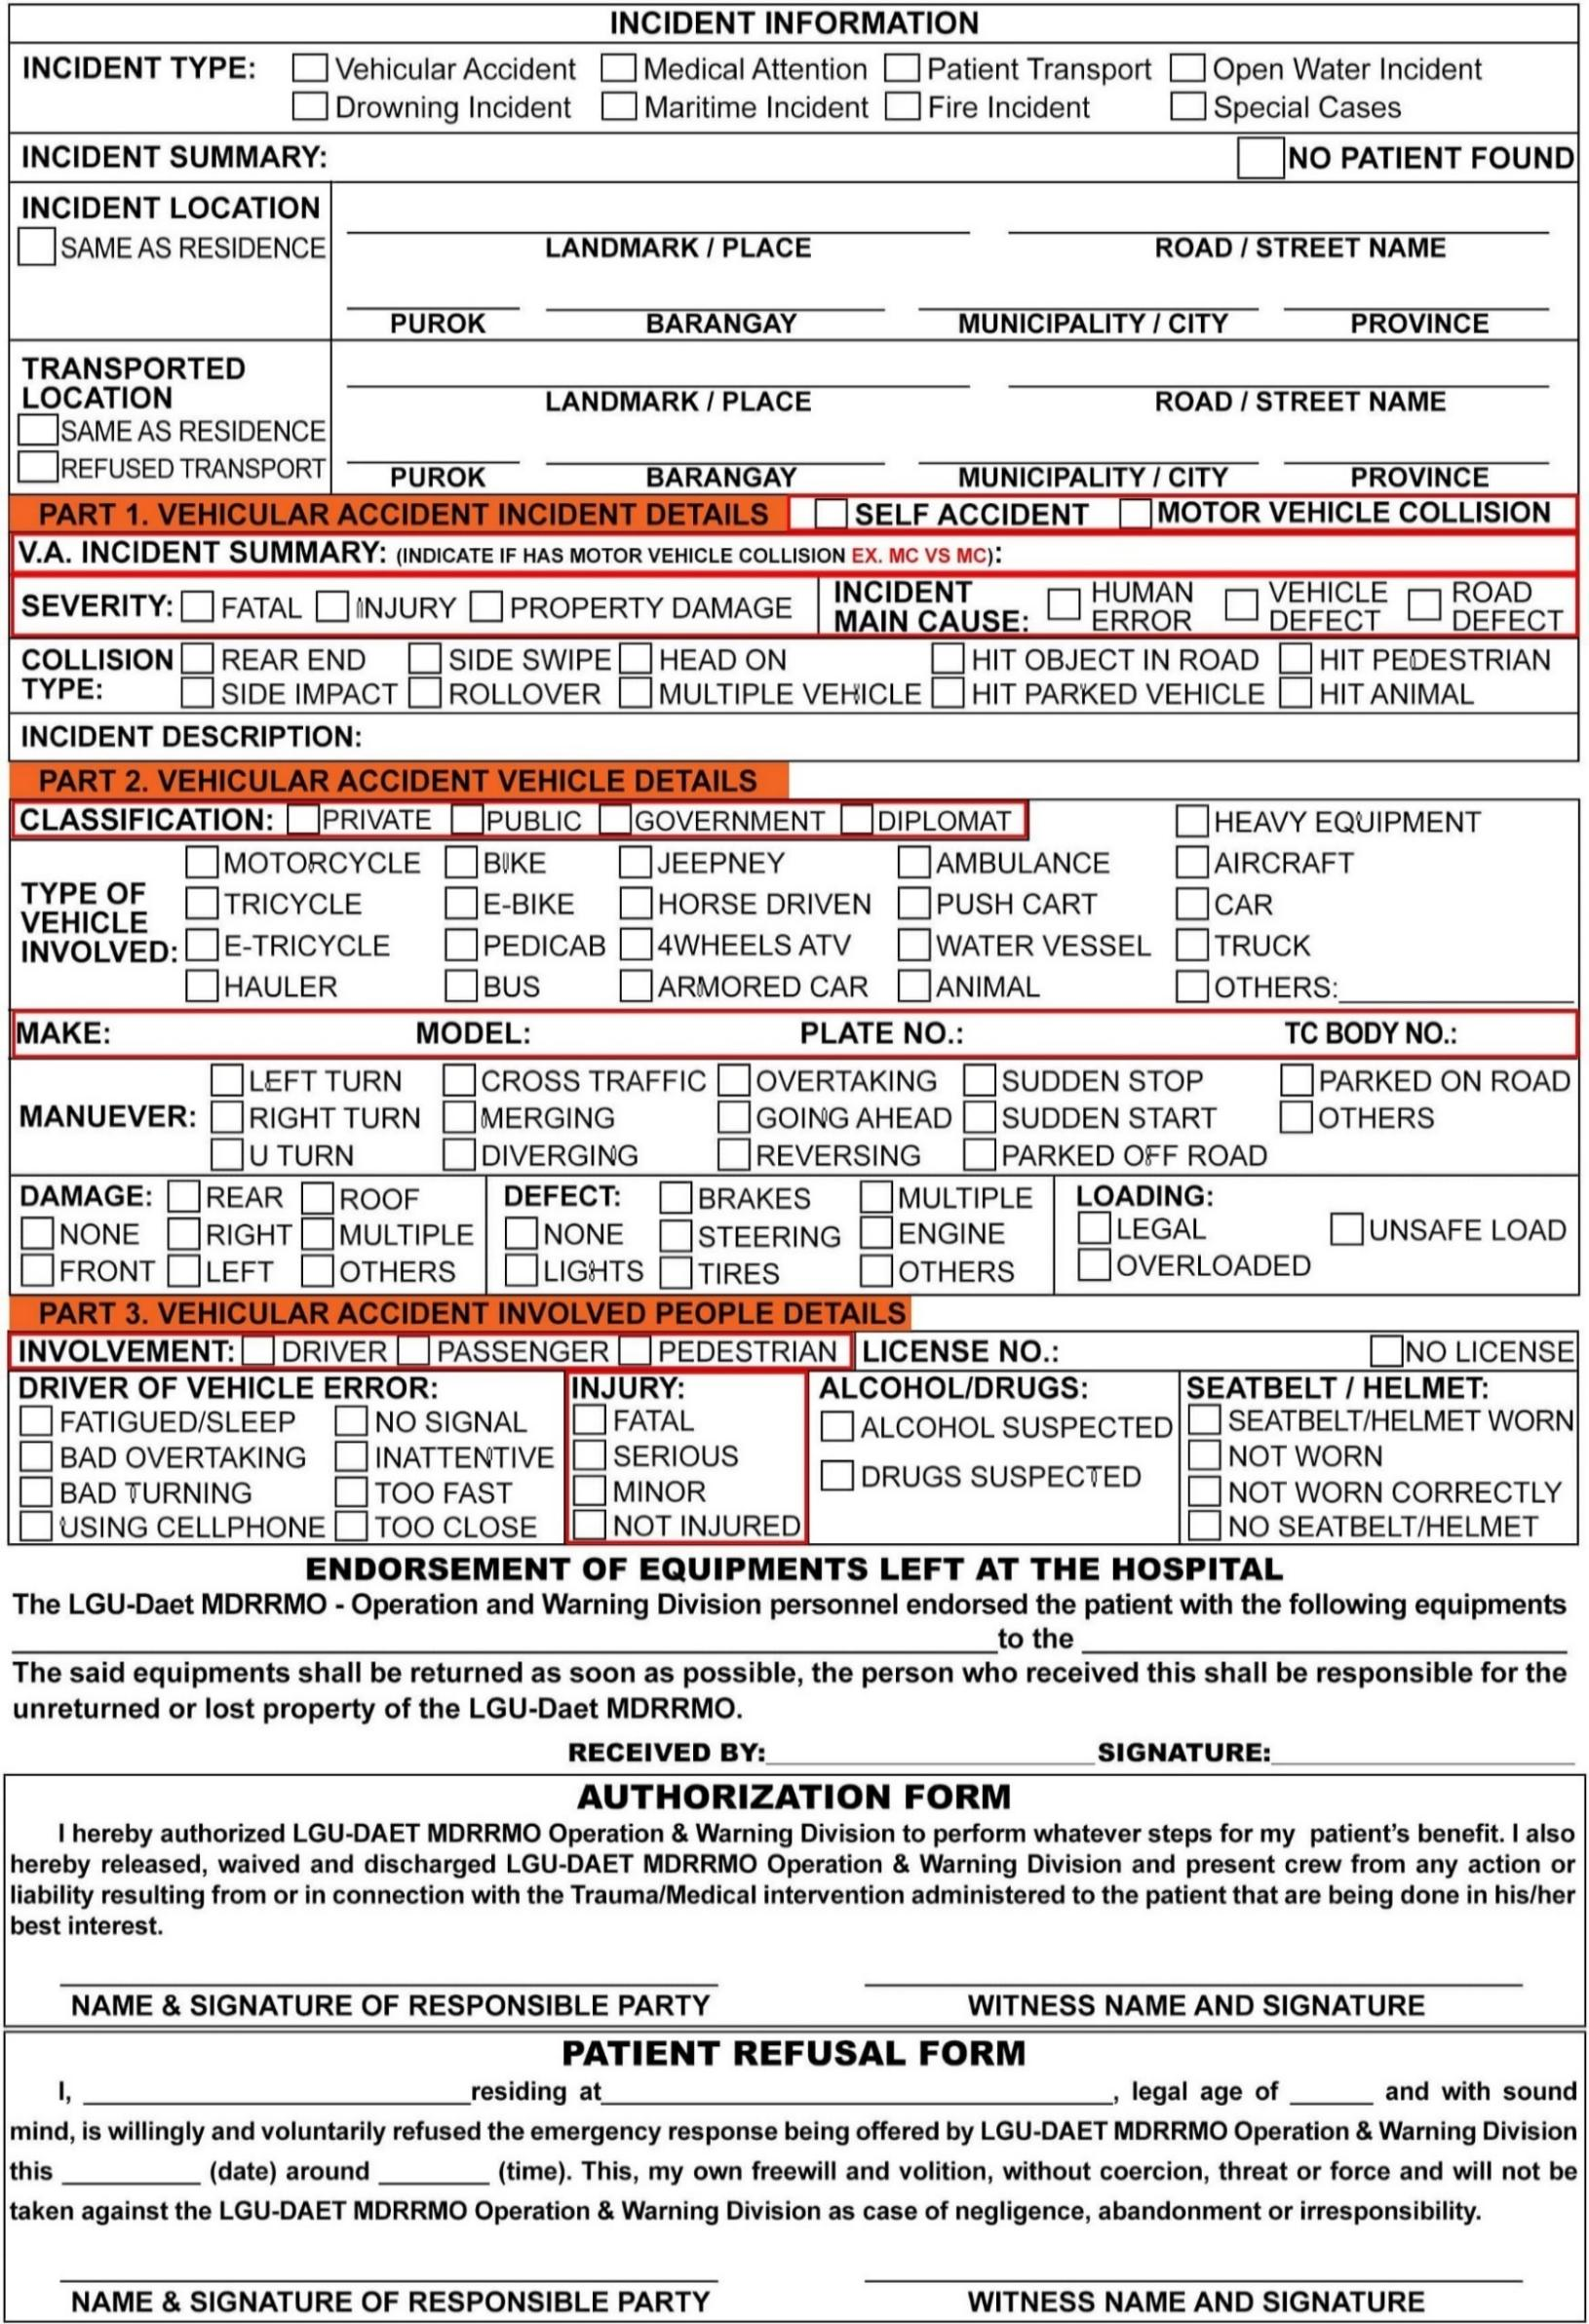 INCIDENT INFORMATION
INCIDENT TYPE: Vehicular Accident Medical Attention Patient Transport Open Water Incident
Drowning Incident Maritime Incident Fire Incident Special Cases
INCIDENT SUMMARY: NO PATIENT FOUND
INCIDENT LOCATION
SAME AS RESIDENCE LANDMARK / PLACE ROAD / STREET NAME
PUROK BARANGAY MUNICIPALITY / CITY PROVINCE
TRANSPORTED
LOCATION LANDMARK / PLACE ROAD / STREET NAME
SAME AS RESIDENCE
REFUSED TRANSPORT PUROK BARANGAY MUNICIPALITY / CITY PROVINCE
PART 1. VEHICULAR ACCIDENT INCIDENT DETAILS SELF ACCIDENT MOTOR VEHICLE COLLISION
V.A. INCIDENT SUMMARY: (INDICATE IF HAS MOTOR VEHICLE COLLISION EX. MC VS MC):
SEVERITY: FATAL INJURY PROPERTY DAMAGE INCIDENT MAIN CAUSE: HUMAN ERROR VEHICLE DEFECT ROAD DEFECT
COLLISION REAR END SIDE SWIPE HEAD ON HIT OBJECT IN ROAD HIT PEDESTRIAN
TYPE: SIDE IMPACT ROLLOVER MULTIPLE VEHICLE HIT PARKED VEHICLE HIT ANIMAL
INCIDENT DESCRIPTION:
PART 2. VEHICULAR ACCIDENT VEHICLE DETAILS
CLASSIFICATION: PRIVATE PUBLIC GOVERNMENT DIPLOMAT HEAVY EQUIPMENT
TYPE OF VEHICLE INVOLVED: MOTORCYCLE BIKE JEEPNEY AMBULANCE AIRCRAFT
TRICYCLE E-BIKE HORSE DRIVEN PUSH CART CAR
E-TRICYCLE PEDICAB 4WHEELS ATV WATER VESSEL TRUCK
HAULER BUS ARMORED CAR ANIMAL OTHERS:
MAKE: MODEL: PLATE NO.: TC BODY NO.:
LEFT TURN CROSS TRAFFIC OVERTAKING SUDDEN STOP PARKED ON ROAD
MANUEVER: RIGHT TURN MERGING GOING AHEAD SUDDEN START OTHERS
U TURN DIVERGING REVERSING PARKED OFF ROAD
DAMAGE: REAR ROOF DEFECT: BRAKES MULTIPLE LOADING:
NONE RIGHT MULTIPLE NONE STEERING ENGINE LEGAL UNSAFE LOAD
FRONT LEFT OTHERS LIGHTS TIRES OTHERS OVERLOADED
PART 3. VEHICULAR ACCIDENT INVOLVED PEOPLE DETAILS
INVOLVEMENT: DRIVER PASSENGER PEDESTRIAN LICENSE NO.: NO LICENSE
DRIVER OF VEHICLE ERROR: INJURY: ALCOHOL/DRUGS: SEATBELT / HELMET:
FATIGUED/SLEEP NO SIGNAL FATAL ALCOHOL SUSPECTED SEATBELT/HELMET WORN
BAD OVERTAKING INATTENTIVE SERIOUS DRUGS SUSPECTED NOT WORN
BAD TURNING TOO FAST MINOR NOT WORN CORRECTLY
USING CELLPHONE TOO CLOSE NOT INJURED NO SEATBELT/HELMET
ENDORSEMENT OF EQUIPMENTS LEFT AT THE HOSPITAL
The LGU-Daet MDRRMO - Operation and Warning Division personnel endorsed the patient with the following equipments
to the
The said equipments shall be returned as soon as possible, the person who received this shall be responsible for the
unreturned or lost property of the LGU-Daet MDRRMO.
RECEIVED BY: SIGNATURE:
AUTHORIZATION FORM
I hereby authorized LGU-DAET MDRRMO Operation & Warning Division to perform whatever steps for my patient's benefit. I also
hereby released, waived and discharged LGU-DAET MDRRMO Operation & Warning Division and present crew from any action or
liability resulting from or in connection with the Trauma/Medical intervention administered to the patient that are being done in his/her
best interest.
NAME & SIGNATURE OF RESPONSIBLE PARTY WITNESS NAME AND SIGNATURE
PATIENT REFUSAL FORM
I, residing at , legal age of and with sound
mind, is willingly and voluntarily refused the emergency response being offered by LGU-DAET MDRRMO Operation & Warning Division
this (date) around (time). This, my own freewill and volition, without coercion, threat or force and will not be
taken against the LGU-DAET MDRRMO Operation & Warning Division as case of negligence, abandonment or irresponsibility.
NAME & SIGNATURE OF RESPONSIBLE PARTY WITNESS NAME AND SIGNATURE